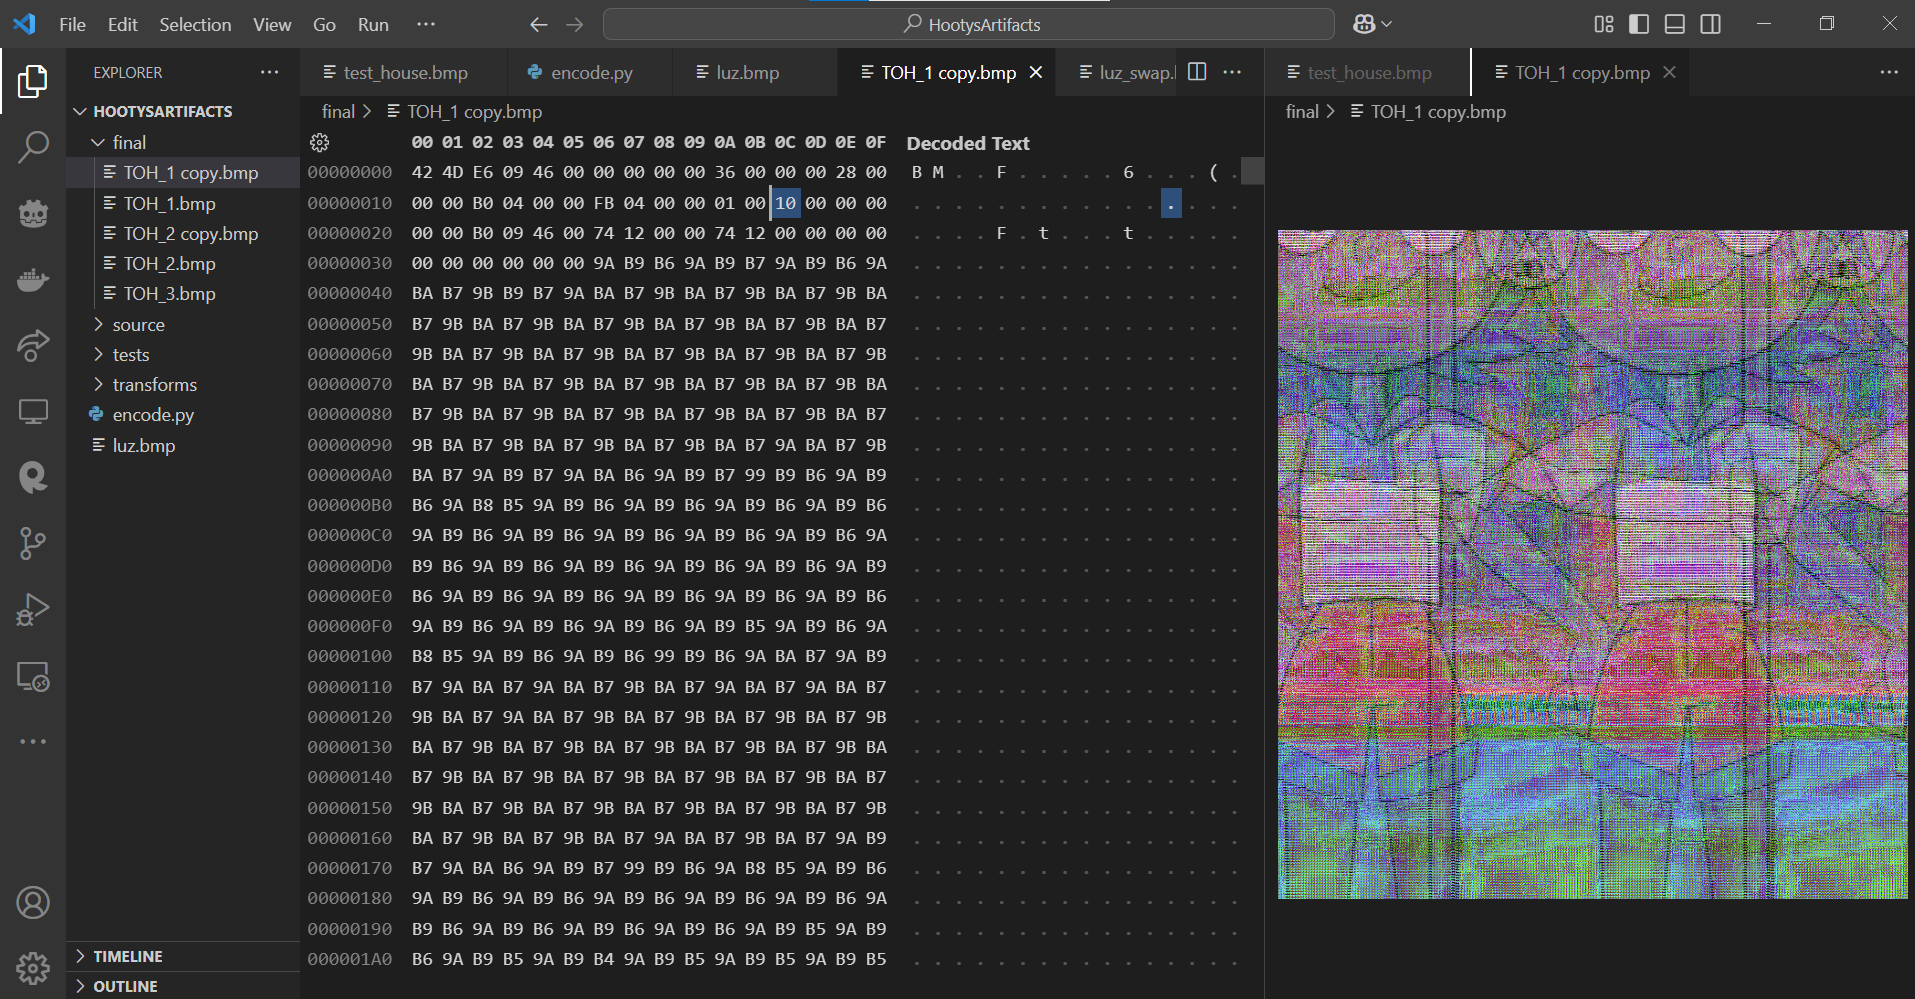 File Edit Selection View Go Run ··· HootysArtifacts
EXPLORER ···
HOOTYSARTIFACTS
final
TOH_1 copy.bmp
TOH_1.bmp
TOH_2 copy.bmp
TOH_2.bmp
TOH_3.bmp
source
tests
transforms
encode.py
luz.bmp
TIMELINE
OUTLINE
test_house.bmp encode.py luz.bmp TOH_1 copy.bmp luz_swap. ···
final > TOH_1 copy.bmp
00 01 02 03 04 05 06 07 08 09 0A 0B 0C 0D 0E 0F Decoded Text
00000000 42 4D E6 09 46 00 00 00 00 00 36 00 00 00 28 00 B M . . F . . . . . 6 . . . ( .
00000010 00 00 B0 04 00 00 FB 04 00 00 01 00 10 00 00 00 . . . . . . . . . . . . . . . .
00000020 00 00 B0 09 46 00 74 12 00 00 74 12 00 00 00 00 . . . . F . t . . . t . . . . .
00000030 00 00 00 00 00 00 9A B9 B6 9A B9 B7 9A B9 B6 9A . . . . . . . . . . . . . . . .
00000040 BA B7 9B B9 B7 9A BA B7 9B BA B7 9B BA B7 9B BA . . . . . . . . . . . . . . . .
00000050 B7 9B BA B7 9B BA B7 9B BA B7 9B BA B7 9B BA B7 . . . . . . . . . . . . . . . .
00000060 9B BA B7 9B BA B7 9B BA B7 9B BA B7 9B BA B7 9B . . . . . . . . . . . . . . . .
00000070 BA B7 9B BA B7 9B BA B7 9B BA B7 9B BA B7 9B BA . . . . . . . . . . . . . . . .
00000080 B7 9B BA B7 9B BA B7 9B BA B7 9B BA B7 9B BA B7 . . . . . . . . . . . . . . . .
00000090 9B BA B7 9B BA B7 9B BA B7 9B BA B7 9A BA B7 9B . . . . . . . . . . . . . . . .
000000A0 BA B7 9A B9 B7 9A BA B6 9A B9 B7 99 B9 B6 9A B9 . . . . . . . . . . . . . . . .
000000B0 B6 9A B8 B5 9A B9 B6 9A B9 B6 9A B9 B6 9A B9 B6 . . . . . . . . . . . . . . . .
000000C0 9A B9 B6 9A B9 B6 9A B9 B6 9A B9 B6 9A B9 B6 9A . . . . . . . . . . . . . . . .
000000D0 B9 B6 9A B9 B6 9A B9 B6 9A B9 B6 9A B9 B6 9A B9 . . . . . . . . . . . . . . . .
000000E0 B6 9A B9 B6 9A B9 B6 9A B9 B6 9A B9 B6 9A B9 B6 . . . . . . . . . . . . . . . .
000000F0 9A B9 B6 9A B9 B6 9A B9 B6 9A B9 B5 9A B9 B6 9A . . . . . . . . . . . . . . . .
00000100 B8 B5 9A B9 B6 9A B9 B6 99 B9 B6 9A BA B7 9A B9 . . . . . . . . . . . . . . . .
00000110 B7 9A BA B7 9A BA B7 9B BA B7 9A BA B7 9A BA B7 . . . . . . . . . . . . . . . .
00000120 9B BA B7 9A BA B7 9B BA B7 9B BA B7 9B BA B7 9B . . . . . . . . . . . . . . . .
00000130 BA B7 9B BA B7 9B BA B7 9B BA B7 9B BA B7 9B BA . . . . . . . . . . . . . . . .
00000140 B7 9B BA B7 9B BA B7 9B BA B7 9B BA B7 9B BA B7 . . . . . . . . . . . . . . . .
00000150 9B BA B7 9B BA B7 9B BA B7 9B BA B7 9B BA B7 9B . . . . . . . . . . . . . . . .
00000160 BA B7 9B BA B7 9B BA B7 9A BA B7 9B BA B7 9A B9 . . . . . . . . . . . . . . . .
00000170 B7 9A BA B6 9A B9 B7 99 B9 B6 9A B8 B5 9A B9 B6 . . . . . . . . . . . . . . . .
00000180 9A B9 B6 9A B9 B6 9A B9 B6 9A B9 B6 9A B9 B6 9A . . . . . . . . . . . . . . . .
00000190 B9 B6 9A B9 B6 9A B9 B6 9A B9 B6 9A B9 B5 9A B9 . . . . . . . . . . . . . . . .
000001A0 B6 9A B9 B5 9A B9 B4 9A B9 B5 9A B9 B5 9A B9 B5 . . . . . . . . . . . . . . . .
test_house.bmp TOH_1 copy.bmp ···
final > TOH_1 copy.bmp